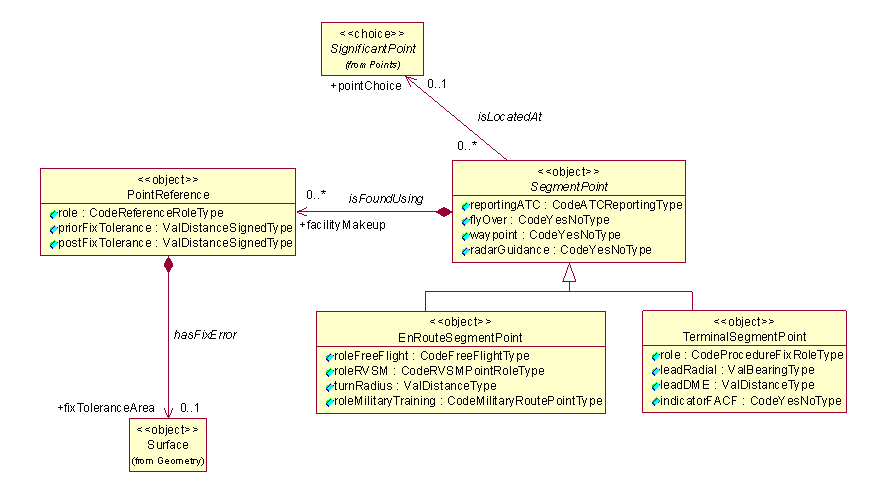 <<choice>>
SignificantPoint
(from Points)
+pointChoice
0..1
isLocatedAt
0..*
<<object>>
PointReference
role : CodeReferenceRoleType
priorFixTolerance : ValDistanceSignedType
postFixTolerance : ValDistanceSignedType
0..*
isFoundUsing
+facilityMakeup
<<object>>
SegmentPoint
reportingATC : CodeATCReportingType
flyOver : CodeYesNoType
waypoint : CodeYesNoType
radarGuidance : CodeYesNoType
hasFixError
<<object>>
EnRouteSegmentPoint
roleFreeFlight : CodeFreeFlightType
roleRVSM : CodeRVSMPointRoleType
turnRadius : ValDistanceType
roleMilitaryTraining : CodeMilitaryRoutePointType
<<object>>
TerminalSegmentPoint
role : CodeProcedureFixRoleType
leadRadial : ValBearingType
leadDME : ValDistanceType
indicatorFACF : CodeYesNoType
+fixToleranceArea
0..1
<<object>>
Surface
(from Geometry)